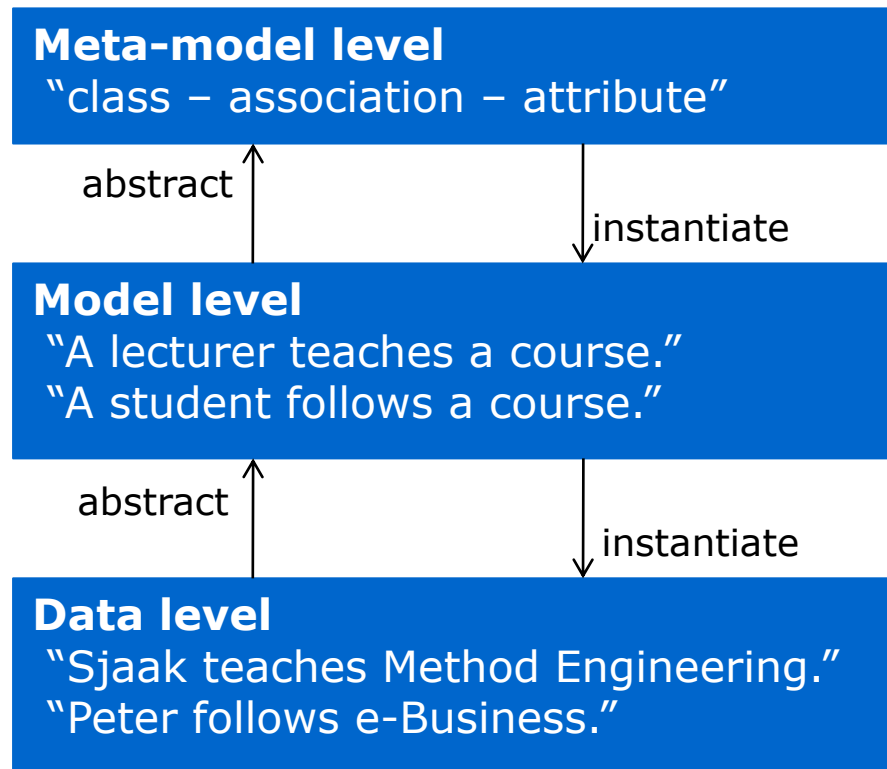 Meta-model level
“class – association – attribute”
abstract
instantiate
Model level
“A lecturer teaches a course.”
“A student follows a course.”
abstract
instantiate
Data level
“Sjaak teaches Method Engineering.”
“Peter follows e-Business.”